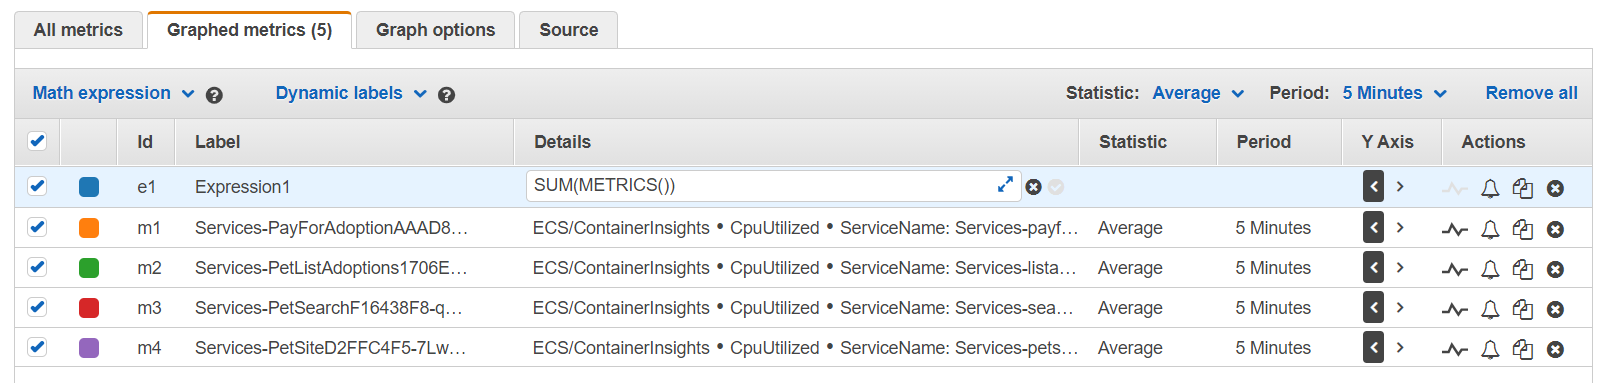 All metrics Graphed metrics (5) Graph options Source
Math expression ? Dynamic labels ? Statistic: Average Period: 5 Minutes Remove all
Id Label Details Statistic Period Y Axis Actions
e1 Expression1 SUM(METRICS())
m1 Services-PayForAdoptionAAAD8... ECS/ContainerInsights • CpuUtilized • ServiceName: Services-payf... Average 5 Minutes
m2 Services-PetListAdoptions1706E... ECS/ContainerInsights • CpuUtilized • ServiceName: Services-lista... Average 5 Minutes
m3 Services-PetSearchF16438F8-q... ECS/ContainerInsights • CpuUtilized • ServiceName: Services-sea... Average 5 Minutes
m4 Services-PetSiteD2FFC4F5-7Lw... ECS/ContainerInsights • CpuUtilized • ServiceName: Services-pets... Average 5 Minutes